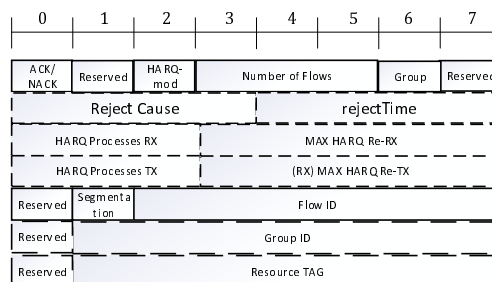 0 1 2 3 4 5 6 7
ACK/
NACK
Reserved
HARQ-
mod
Number of Flows
Group
Reserved
Reject Cause
rejectTime
HARQ Processes RX
MAX HARQ Re-RX
HARQ Processes TX
(RX) MAX HARQ Re-TX
Reserved
Segmenta
tion
Flow ID
Reserved
Group ID
Reserved
Resource TAG